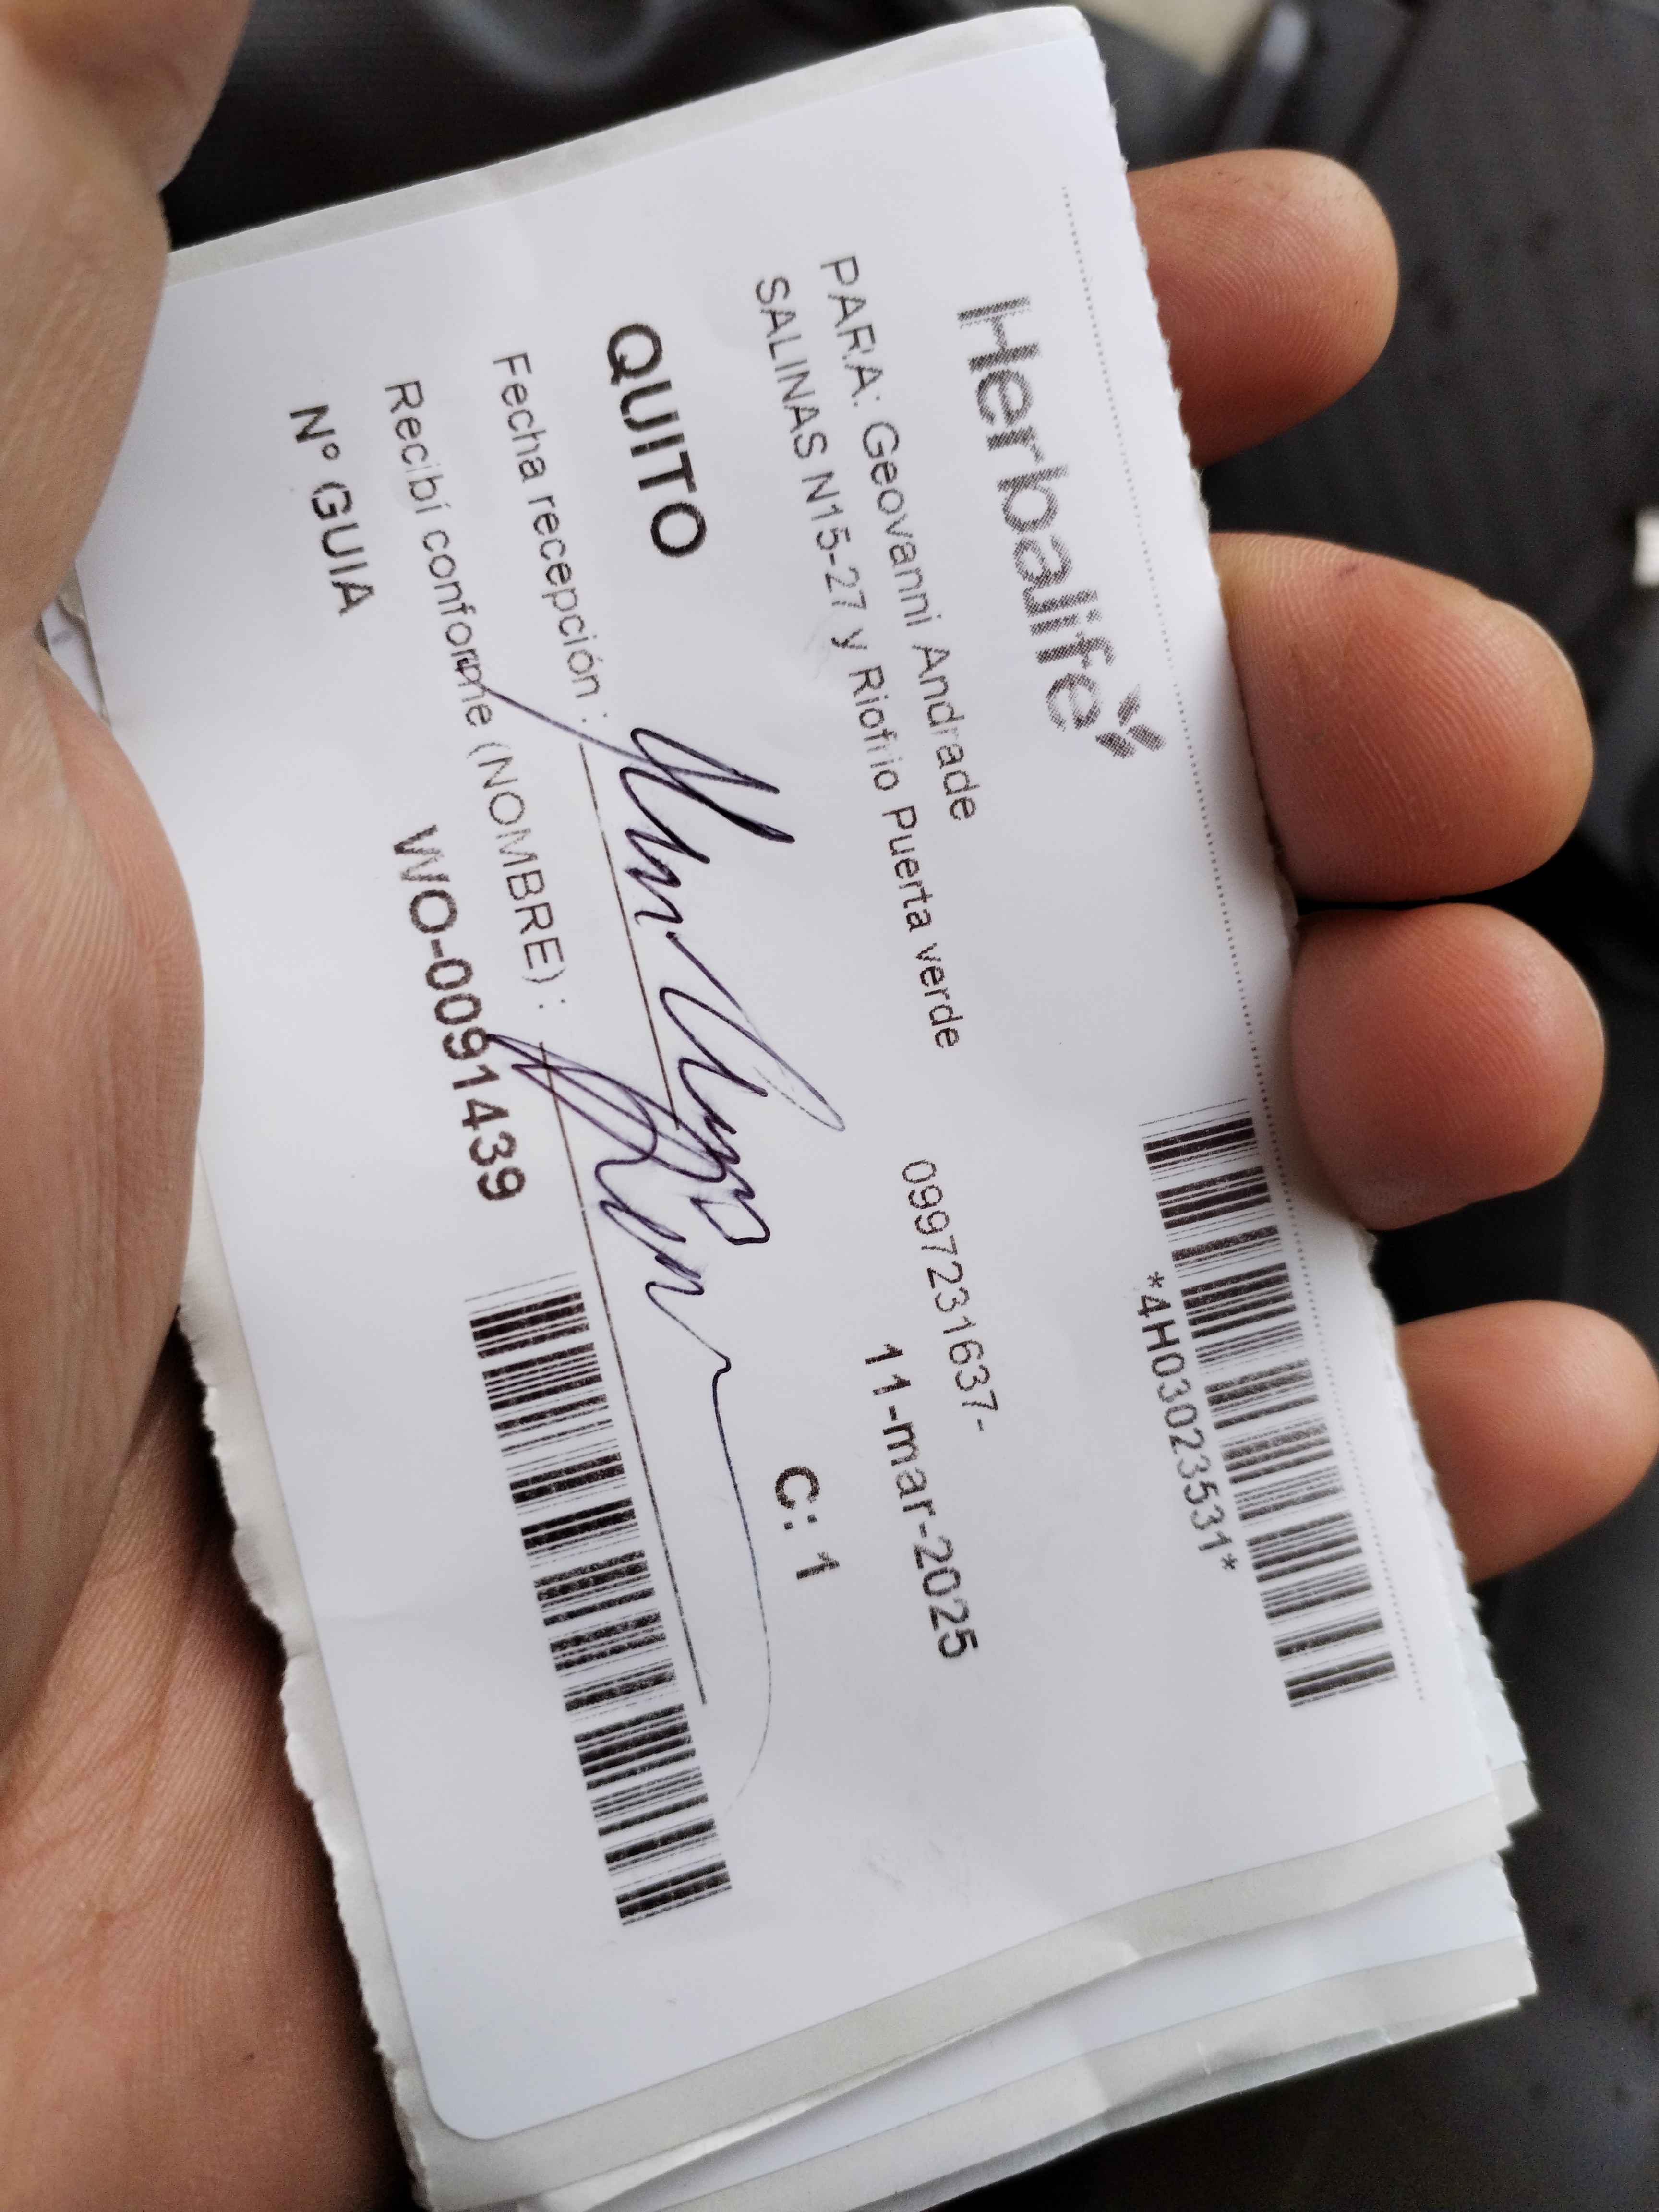 Herbalife
*4H03023531*
PARA: Geovanni Andrade 0997231637-
SALINAS N15-27 y Riofrio Puerta verde 11-mar-2025
QUITO C: 1
Fecha recepción :
Recibí conforme (NOMBRE) :
Nº GUIA WO-0091439